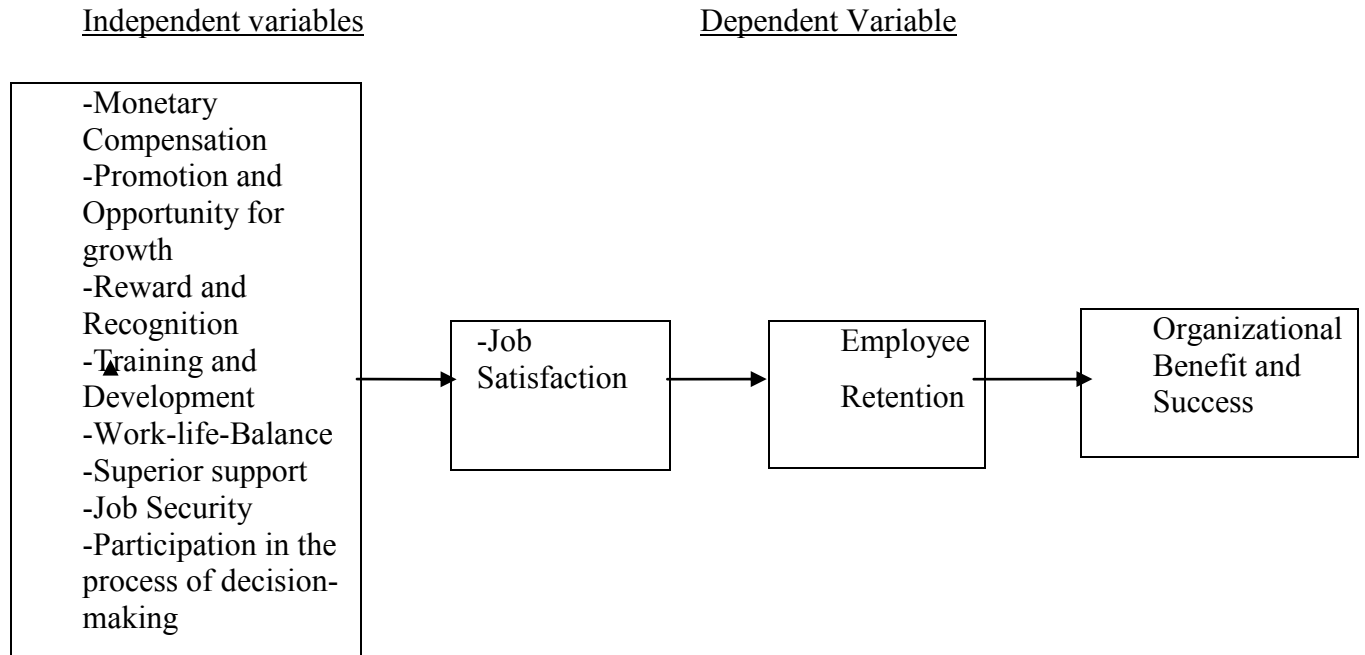 Independent variables
Dependent Variable
-Monetary
Compensation
-Promotion and
Opportunity for
growth
-Reward and
Recognition
-Training and
Development
-Work-life-Balance
-Superior support
-Job Security
-Participation in the
process of decision-
making
-Job
Satisfaction
Employee
Retention
Organizational
Benefit and
Success